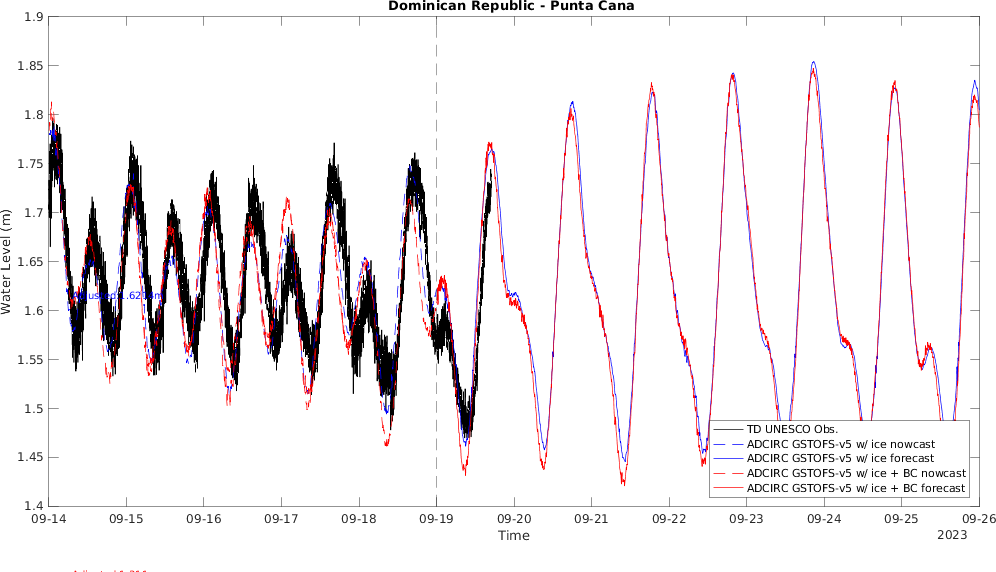 Dominican Republic - Punta Cana
Water Level (m)
1.9
1.85
1.8
1.75
1.7
1.65
1.6
1.55
1.5
1.45
1.4
TD UNESCO Obs.
ADCIRC GSTOFS-v5 w/ ice nowcast
ADCIRC GSTOFS-v5 w/ ice forecast
ADCIRC GSTOFS-v5 w/ ice + BC nowcast
ADCIRC GSTOFS-v5 w/ ice + BC forecast
09-14 09-15 09-16 09-17 09-18 09-19 09-20 09-21 09-22 09-23 09-24 09-25 09-26
Time
2023